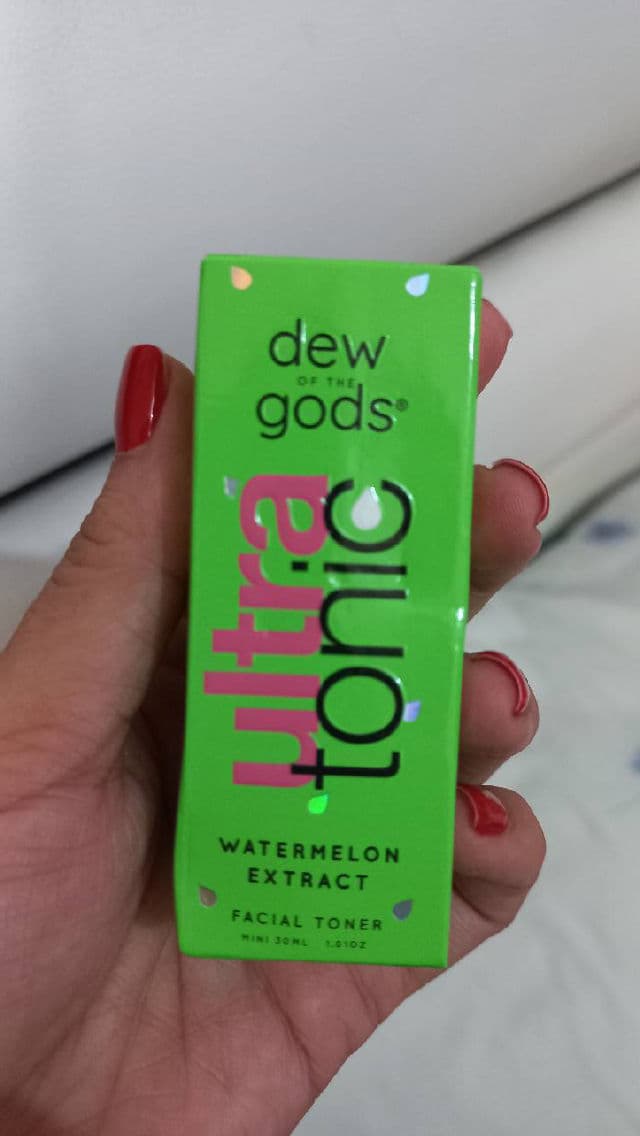 dew
OF THE
gods®
ultra
tonic
WATERMELON
EXTRACT
FACIAL TONER
MINI 30ML 1.01OZ